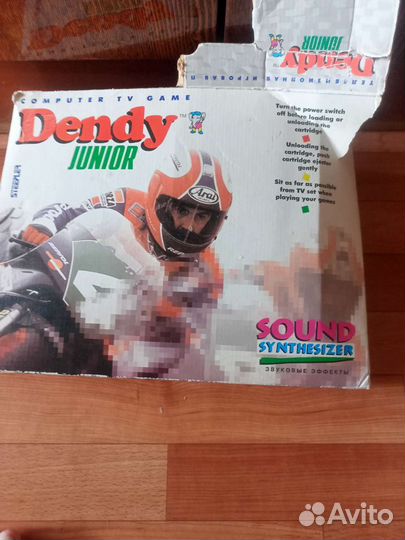 JUNIOR
Dendy
COMPUTER TV GAME
Dendy TM
JUNIOR
STEEPLER
Turn the power switch
off before loading or
unloading the
cartridge
Unloading the
cartridge, push
cartridge ejector
gently
Sit as far as possible
from TV set when
playing your games
Arai
SOUND
SYNTHESIZER
ЗВУКОВЫЕ ЭФФЕКТЫ
Avito